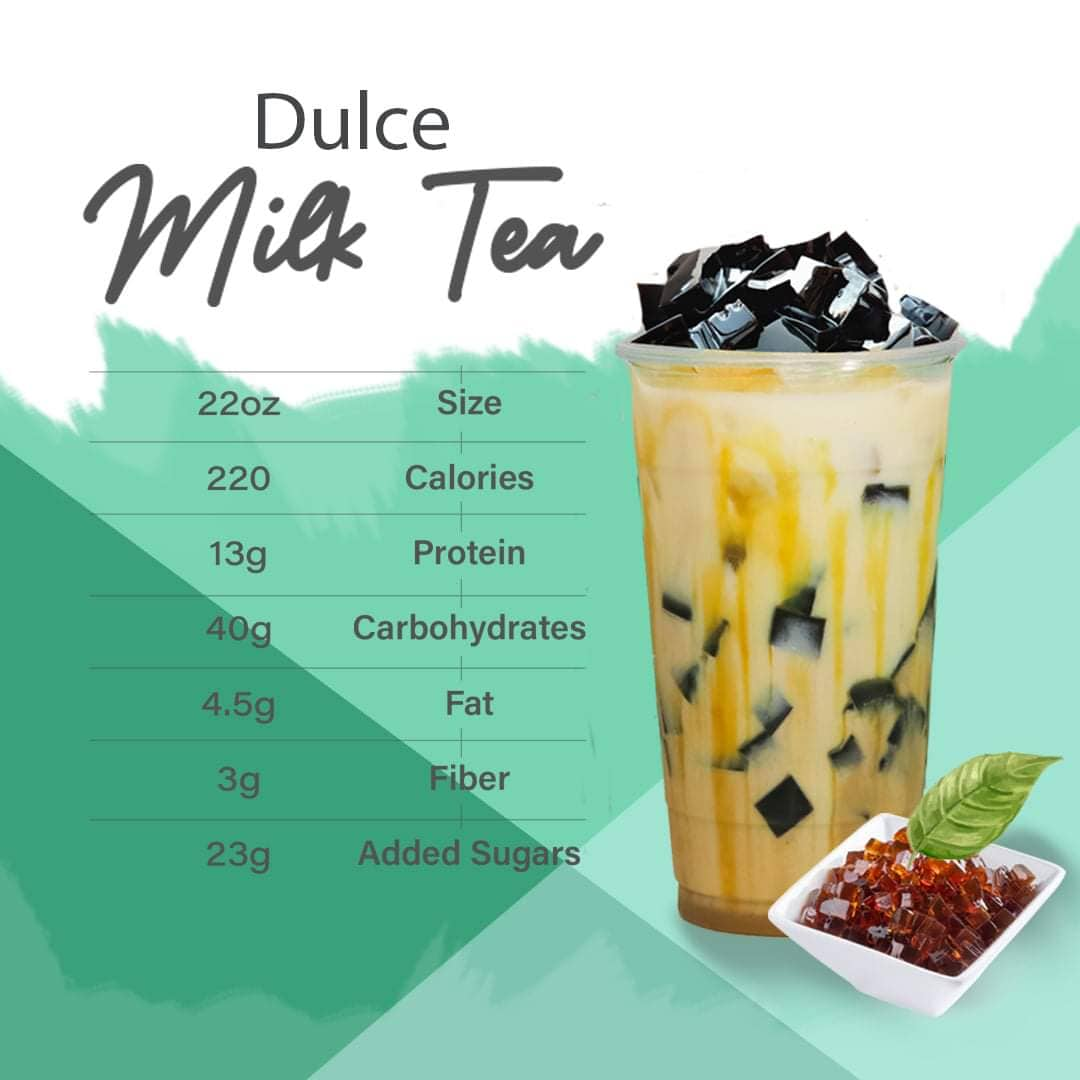 Dulce
Milk Tea
22oz Size
220 Calories
13g Protein
40g Carbohydrates
4.5g Fat
3g Fiber
23g Added Sugars